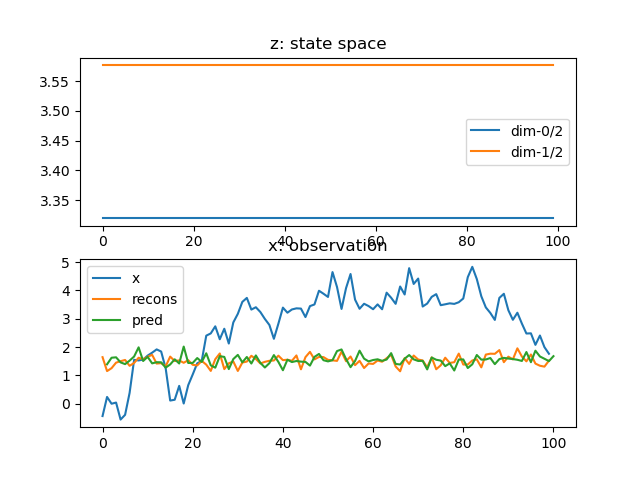 z: state space
3.55
3.50
3.45
3.40
3.35
dim-0/2
dim-1/2
0 20 40 60 80 100
x: observation
5
4
3
2
1
0
x
recons
pred
0 20 40 60 80 100